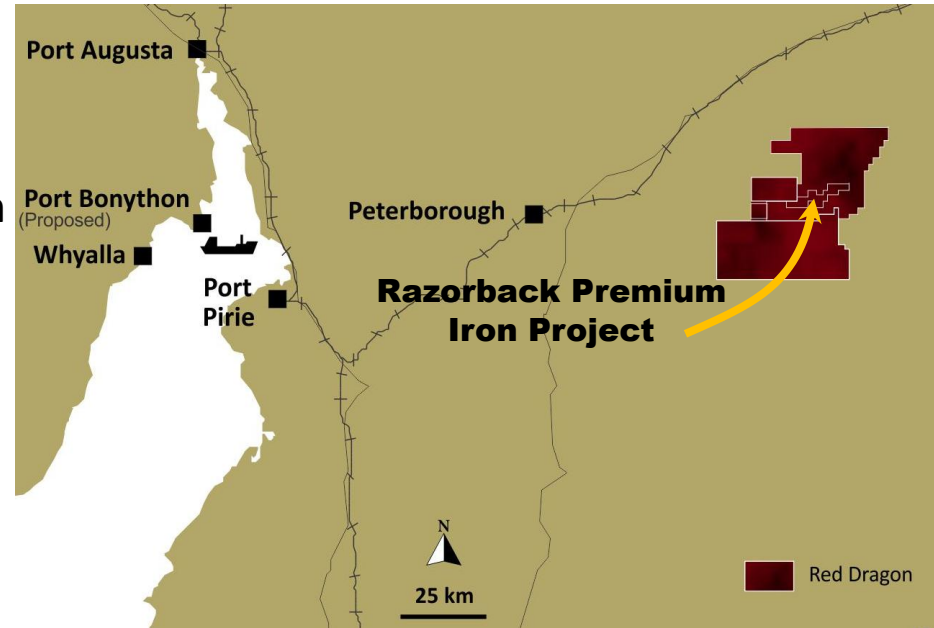 Port Augusta
Port Bonython
(Proposed)
Whyalla
Port
Pirie
Peterborough
Razorback Premium
Iron Project
N
25 km
Red Dragon